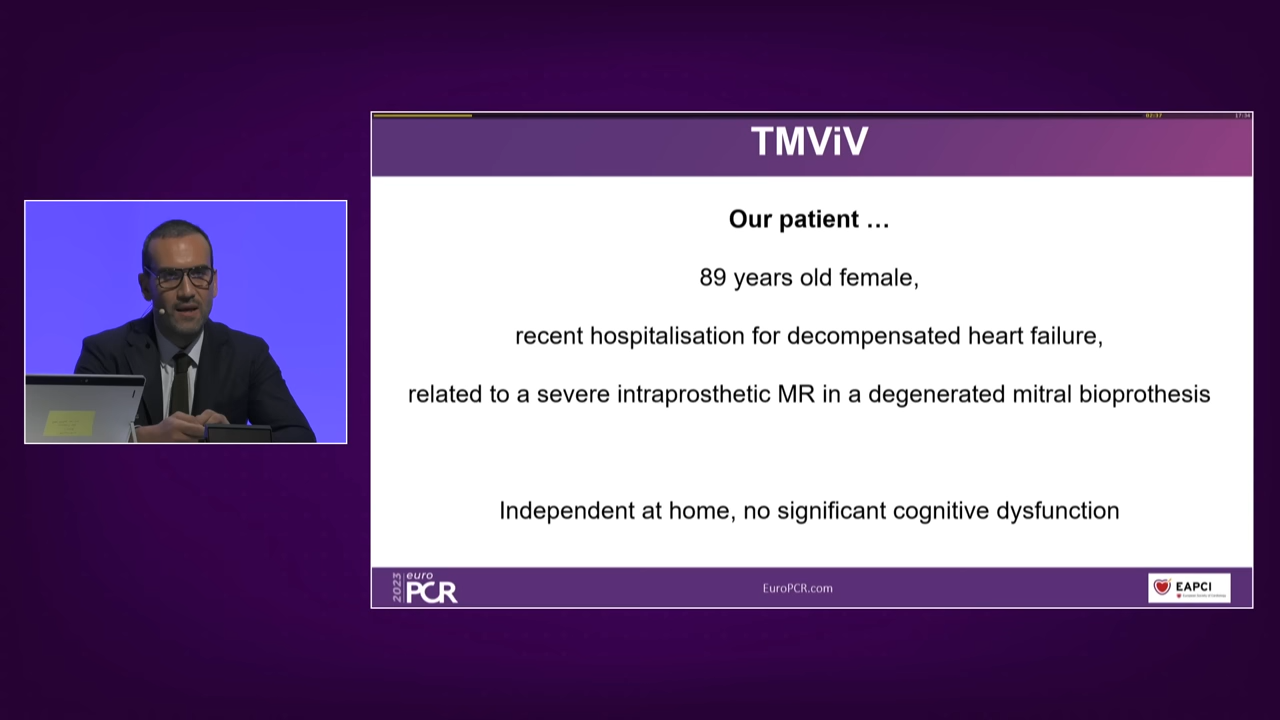 TMViV
Our patient …
89 years old female,
recent hospitalisation for decompensated heart failure,
related to a severe intraprosthetic MR in a degenerated mitral bioprothesis
Independent at home, no significant cognitive dysfunction
2023 euro
PCR
EuroPCR.com
EAPCI